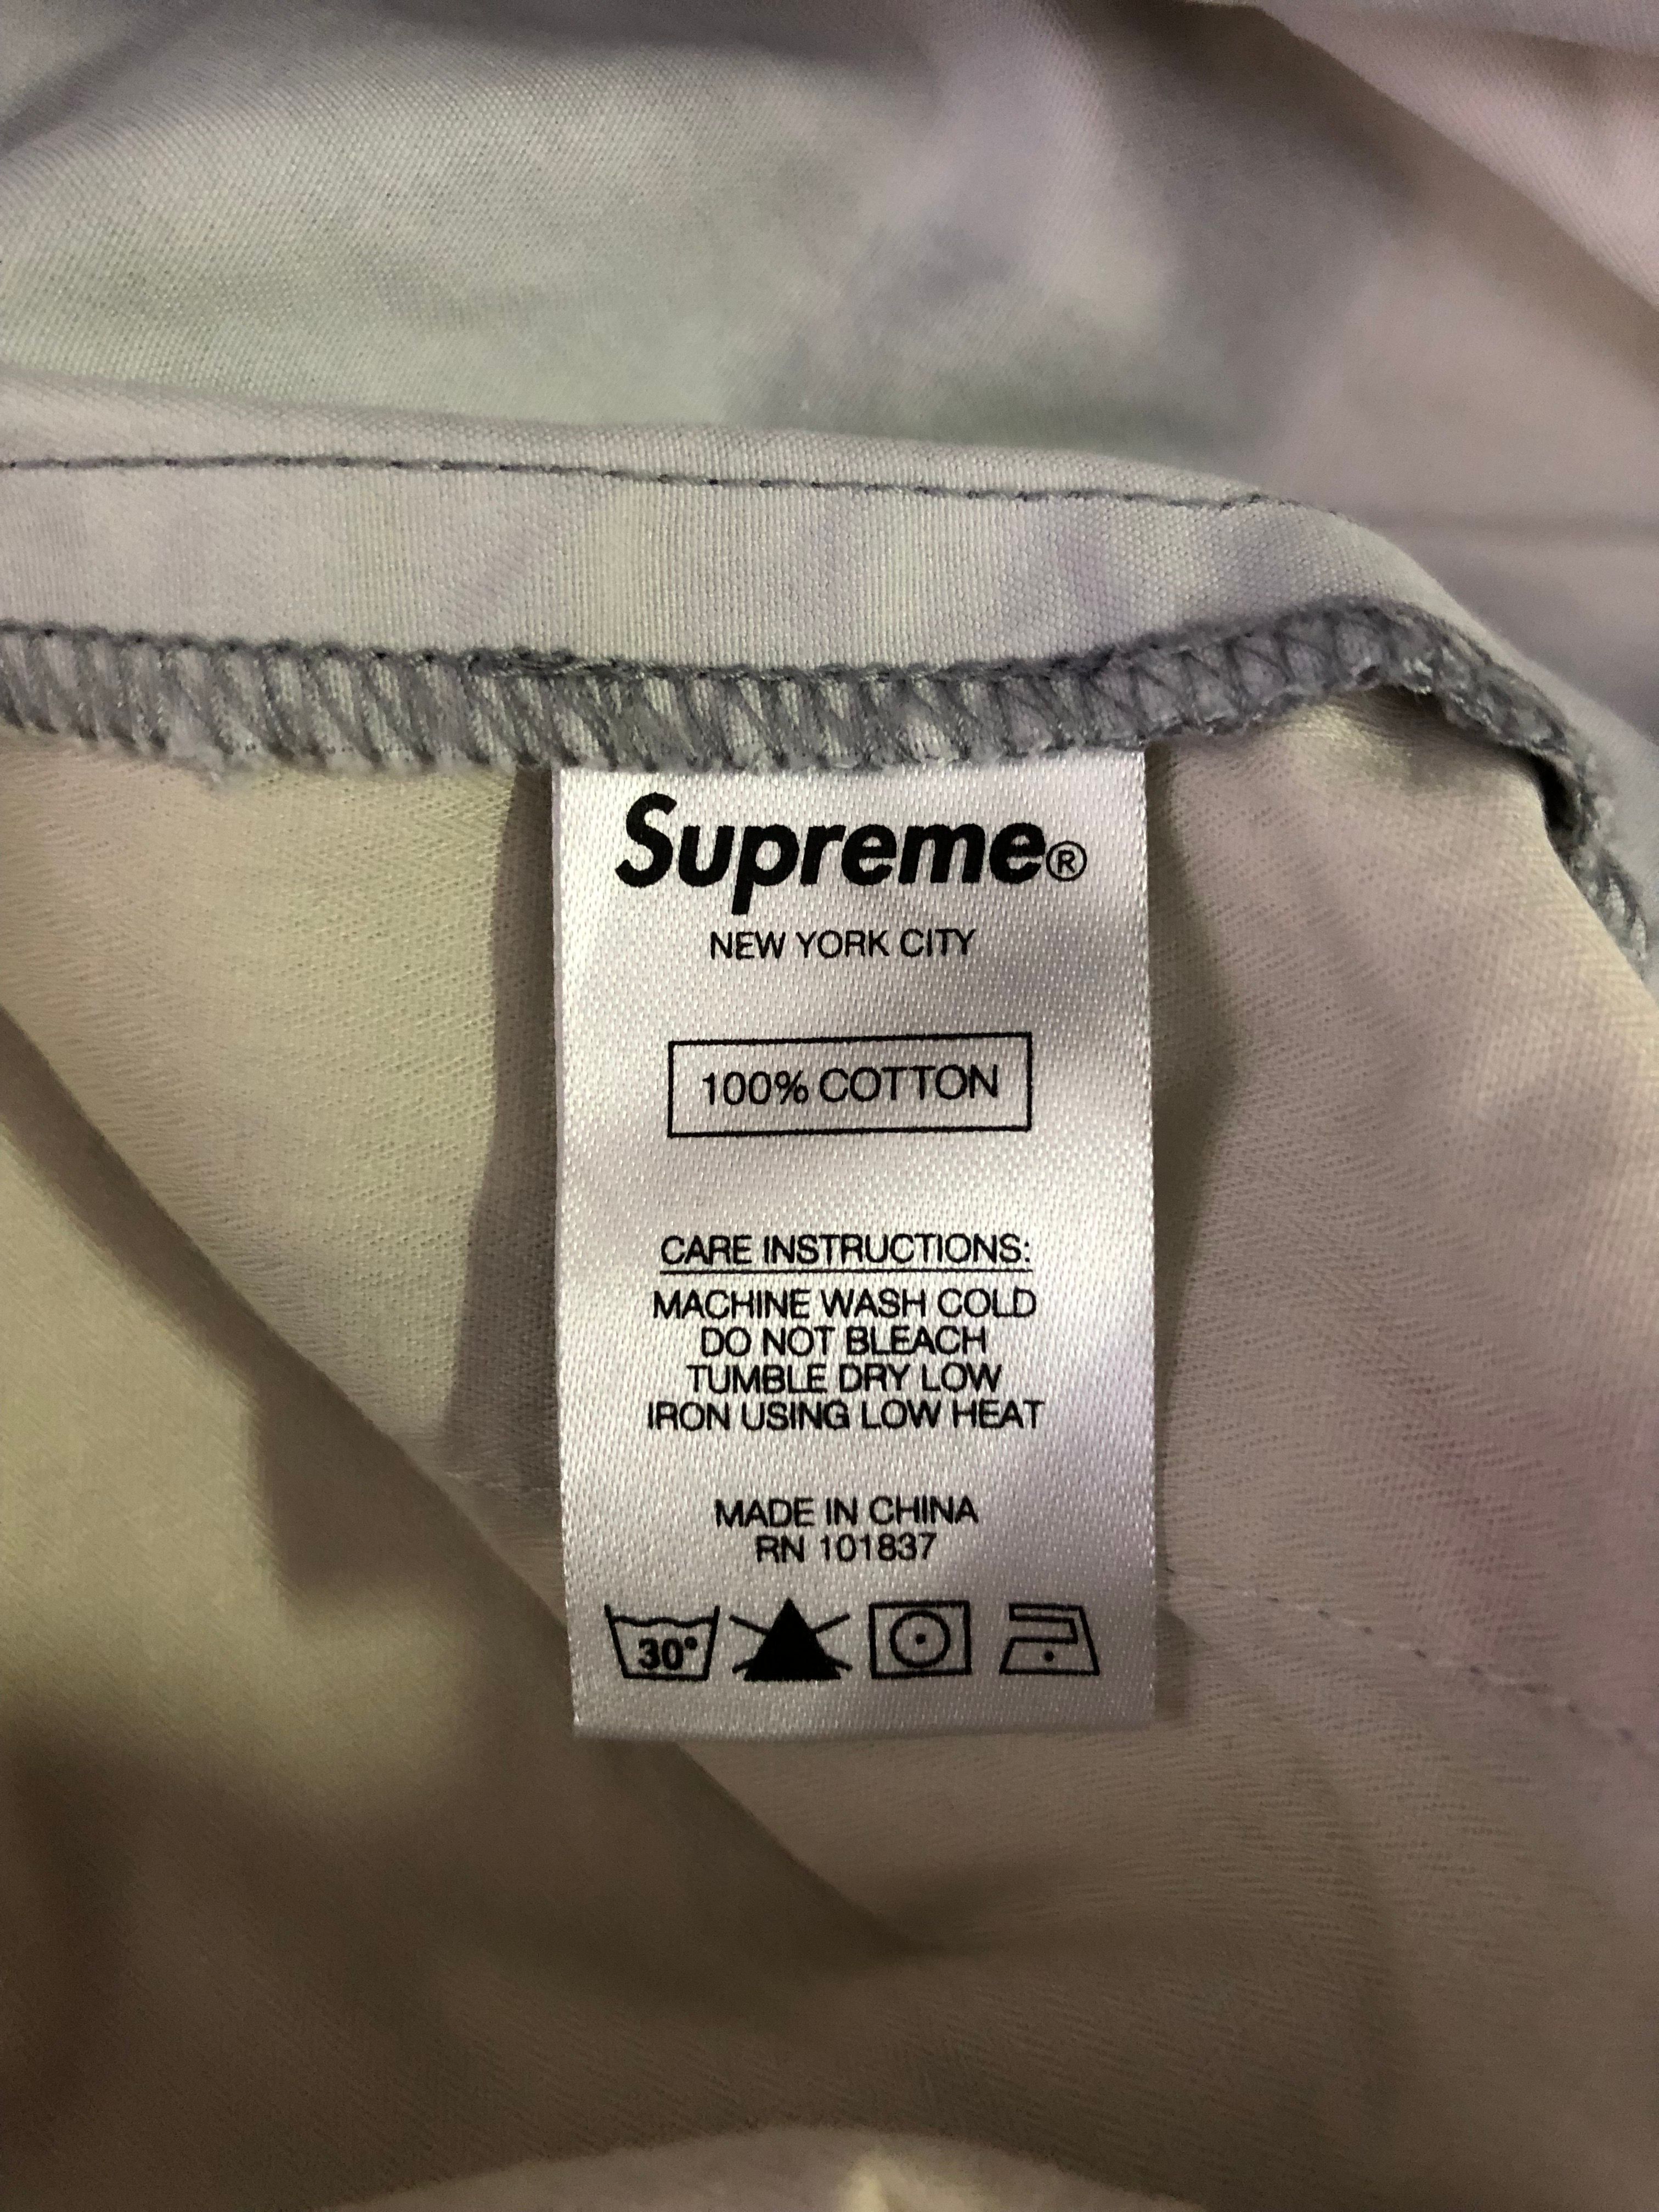 Supreme®
NEW YORK CITY
100% COTTON
CARE INSTRUCTIONS:
MACHINE WASH COLD
DO NOT BLEACH
TUMBLE DRY LOW
IRON USING LOW HEAT
MADE IN CHINA
RN 101837
30°